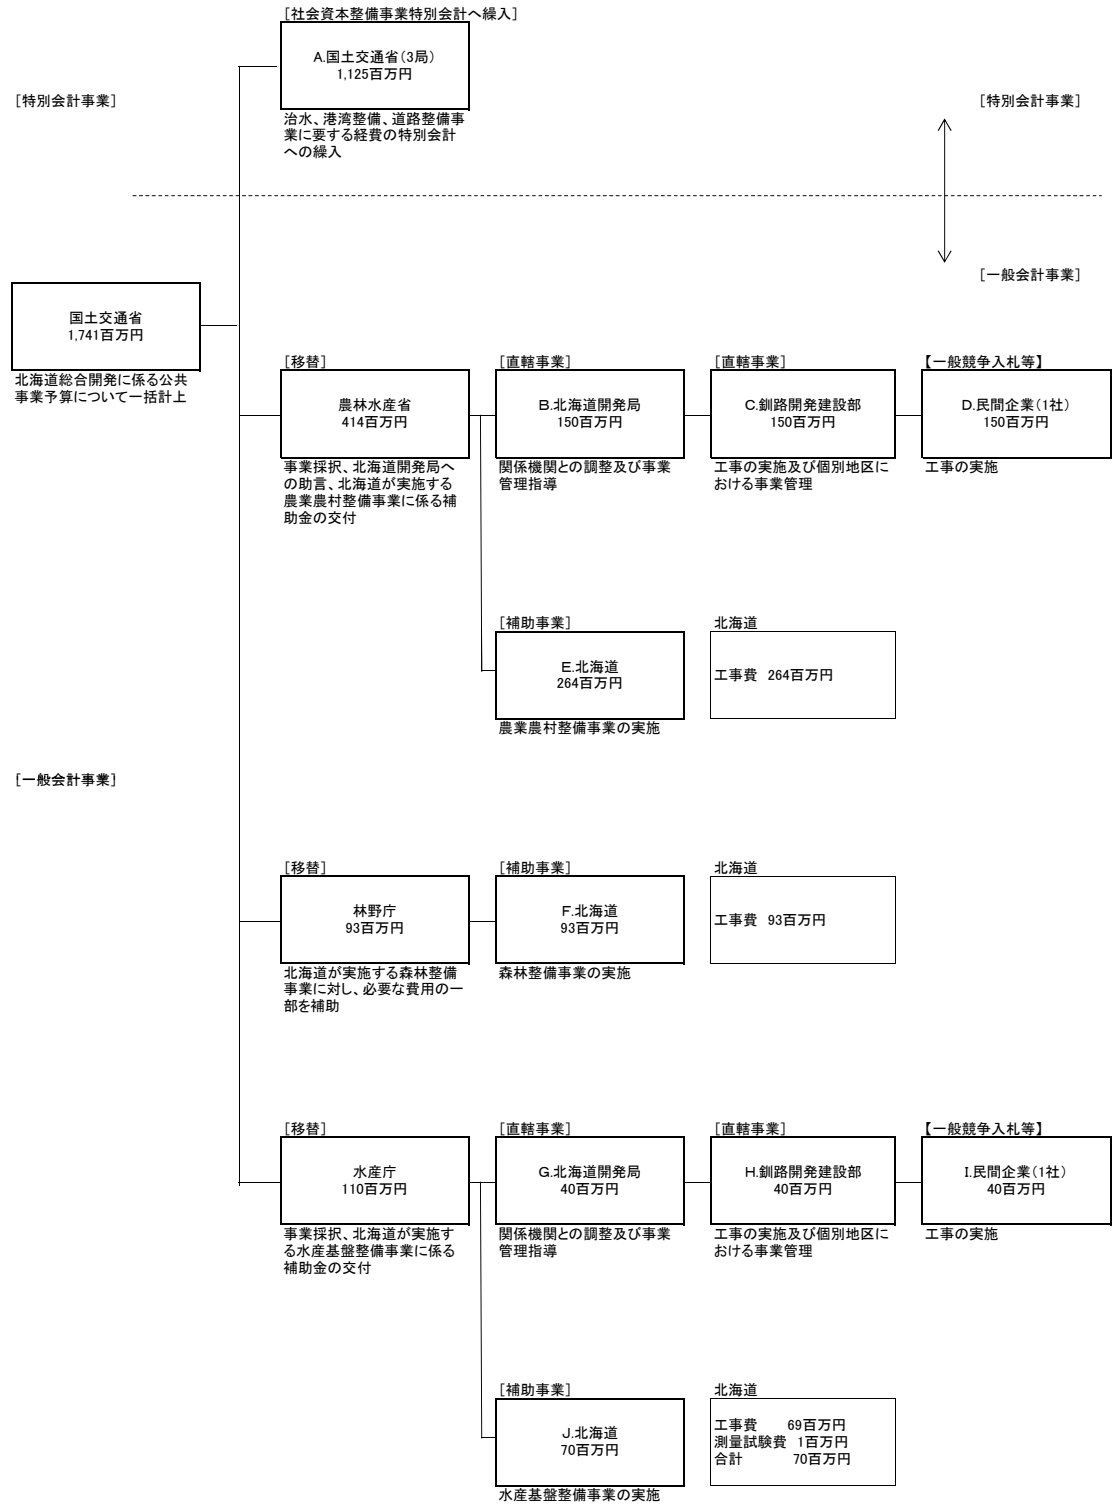 ［社会資本整備事業特別会計へ繰入］
A.国土交通省（3局）
1,125百万円
［特別会計事業］
［特別会計事業］
治水、港湾整備、道路整備事
業に要する経費の特別会計
への繰入
［一般会計事業］
国土交通省
1,741百万円
北海道総合開発に係る公共
事業予算について一括計上
［移替］
農林水産省
414百万円
事業採択、北海道開発局へ
の助言、北海道が実施する
農業農村整備事業に係る補
助金の交付
［直轄事業］
B.北海道開発局
150百万円
関係機関との調整及び事業
管理指導
［直轄事業］
C.釧路開発建設部
150百万円
工事の実施及び個別地区に
おける事業管理
【一般競争入札等】
D.民間企業（1社）
150百万円
工事の実施
［補助事業］
E.北海道
264百万円
農業農村整備事業の実施
北海道
工事費 264百万円
［一般会計事業］
［移替］
林野庁
93百万円
北海道が実施する森林整備
事業に対し、必要な費用の一
部を補助
［補助事業］
F.北海道
93百万円
森林整備事業の実施
北海道
工事費 93百万円
［移替］
水産庁
110百万円
事業採択、北海道が実施す
る水産基盤整備事業に係る
補助金の交付
［直轄事業］
G.北海道開発局
40百万円
関係機関との調整及び事業
管理指導
［直轄事業］
H.釧路開発建設部
40百万円
工事の実施及び個別地区に
おける事業管理
【一般競争入札等】
I.民間企業（1社）
40百万円
工事の実施
［補助事業］
J.北海道
70百万円
水産基盤整備事業の実施
北海道
工事費 69百万円
測量試験費 1百万円
合計 70百万円